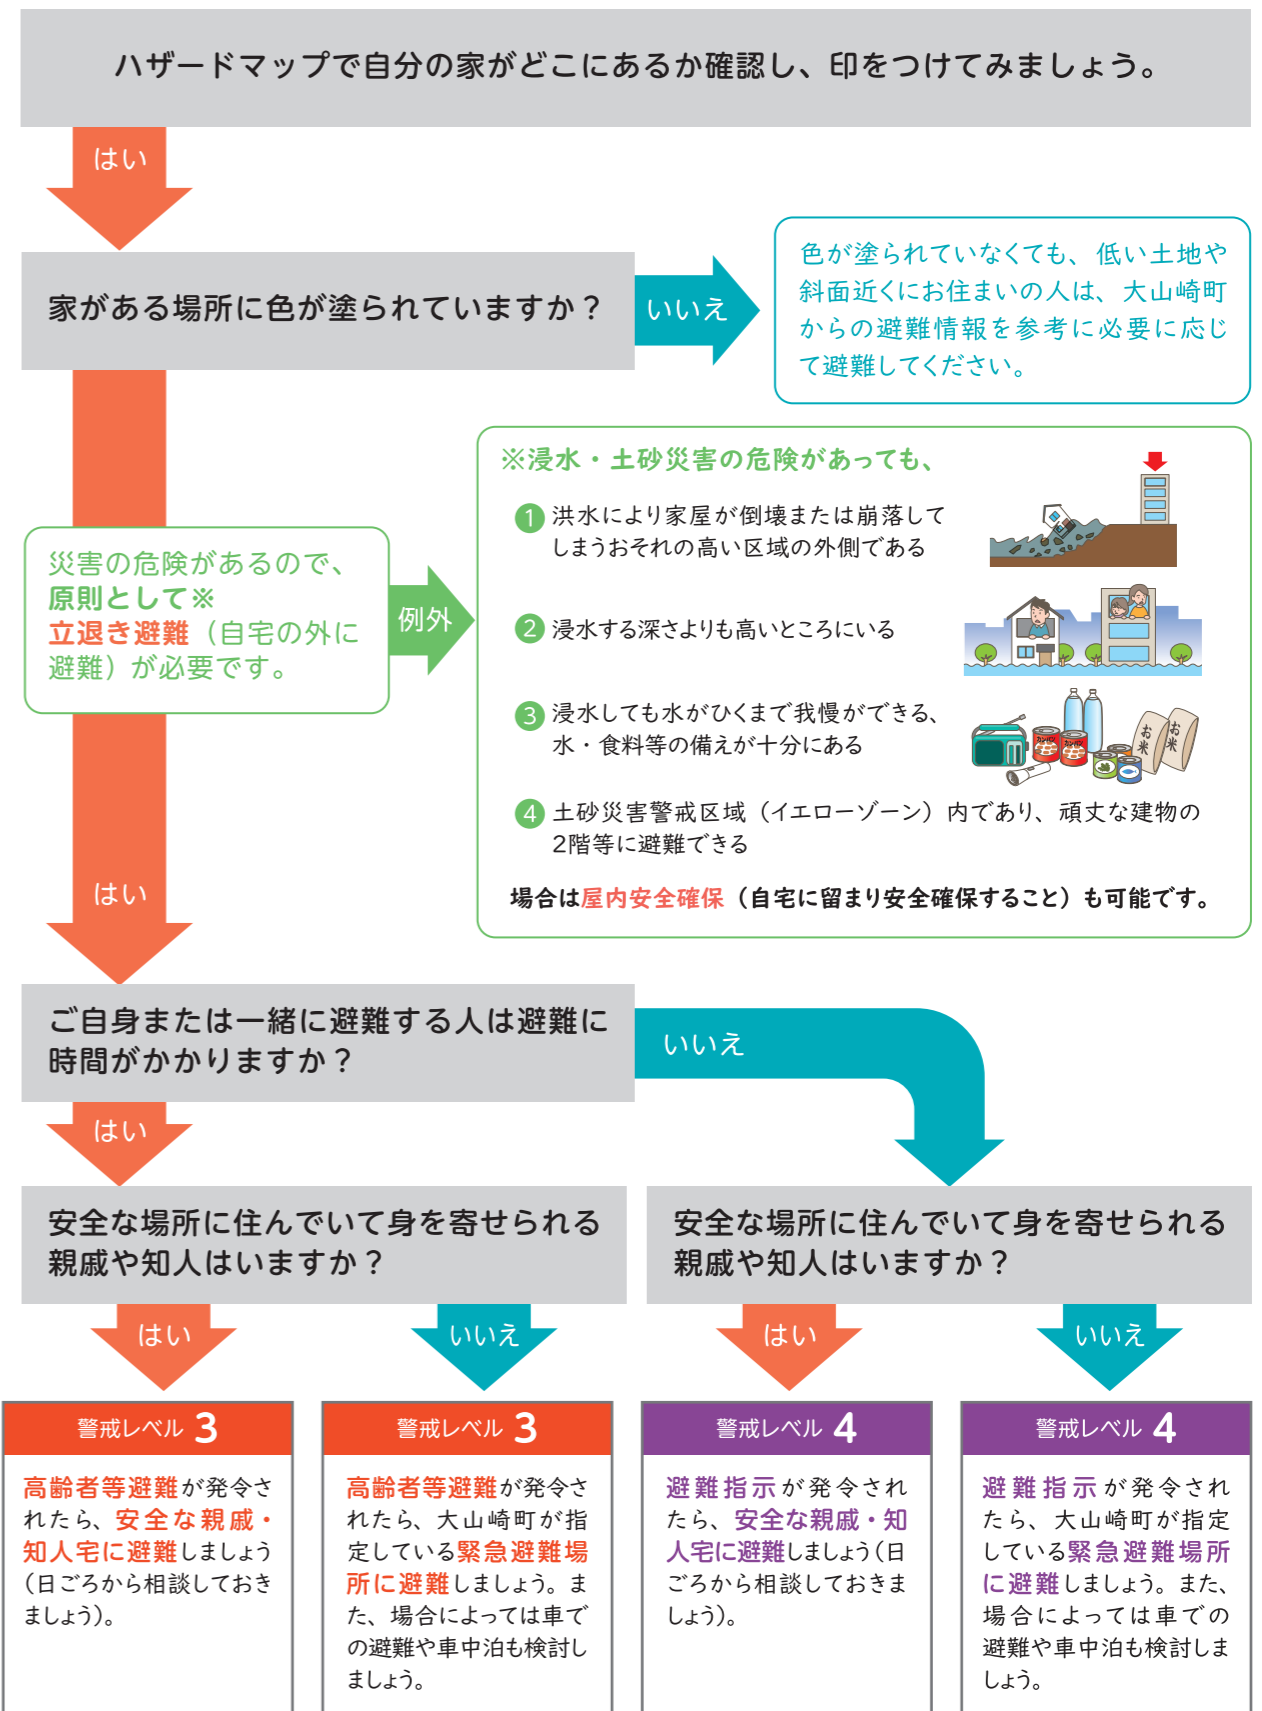 ハザードマップで自分の家がどこにあるか確認し、印をつけてみましょう。
はい
家がある場所に色が塗られていますか？
いいえ
色が塗られていなくても、低い土地や
斜面近くにお住まいの人は、大山崎町
からの避難情報を参考に必要に応じ
て避難してください。
災害の危険があるので、
原則として※
立退き避難（自宅の外に
避難）が必要です。
例外
※浸水・土砂災害の危険があっても、
1 洪水により家屋が倒壊または崩落して
しまうおそれの高い区域の外側である
2 浸水する深さよりも高いところにいる
3 浸水しても水がひくまで我慢ができる、
水・食料等の備えが十分にある
カンパン
カンパン
お米
お米
4 土砂災害警戒区域（イエローゾーン）内であり、頑丈な建物の
2階等に避難できる
場合は屋内安全確保（自宅に留まり安全確保すること）も可能です。
はい
ご自身または一緒に避難する人は避難に
時間がかかりますか？
いいえ
はい
安全な場所に住んでいて身を寄せられる
親戚や知人はいますか？
安全な場所に住んでいて身を寄せられる
親戚や知人はいますか？
はい
いいえ
はい
いいえ
警戒レベル 3
高齢者等避難が発令さ
れたら、安全な親戚・
知人宅に避難しましょう
（日ごろから相談しておき
ましょう）。
警戒レベル 3
高齢者等避難が発令さ
れたら、大山崎町が指
定している緊急避難場
所に避難しましょう。ま
た、場合によっては車で
の避難や車中泊も検討し
ましょう。
警戒レベル 4
避難指示が発令され
たら、安全な親戚・知
人宅に避難しましょう（日
ごろから相談しておきま
しょう）。
警戒レベル 4
避難指示が発令され
たら、大山崎町が指定
している緊急避難場所
に避難しましょう。また、
場合によっては車での
避難や車中泊も検討しま
しょう。